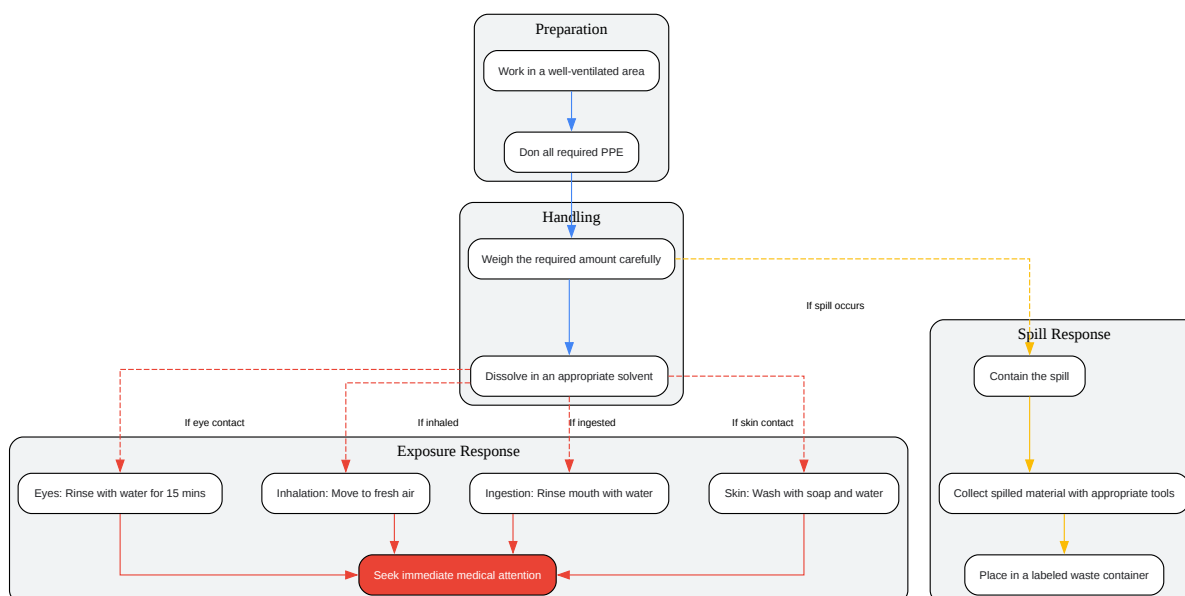 Preparation
Work in a well-ventilated area
Don all required PPE
Handling
Weigh the required amount carefully
If spill occurs
Spill Response
Dissolve in an appropriate solvent
Contain the spill
If eye contact
If inhaled
If ingested
If skin contact
Exposure Response
Eyes: Rinse with water for 15 mins
Inhalation: Move to fresh air
Ingestion: Rinse mouth with water
Skin: Wash with soap and water
Collect spilled material with appropriate tools
Seek immediate medical attention
Place in a labeled waste container